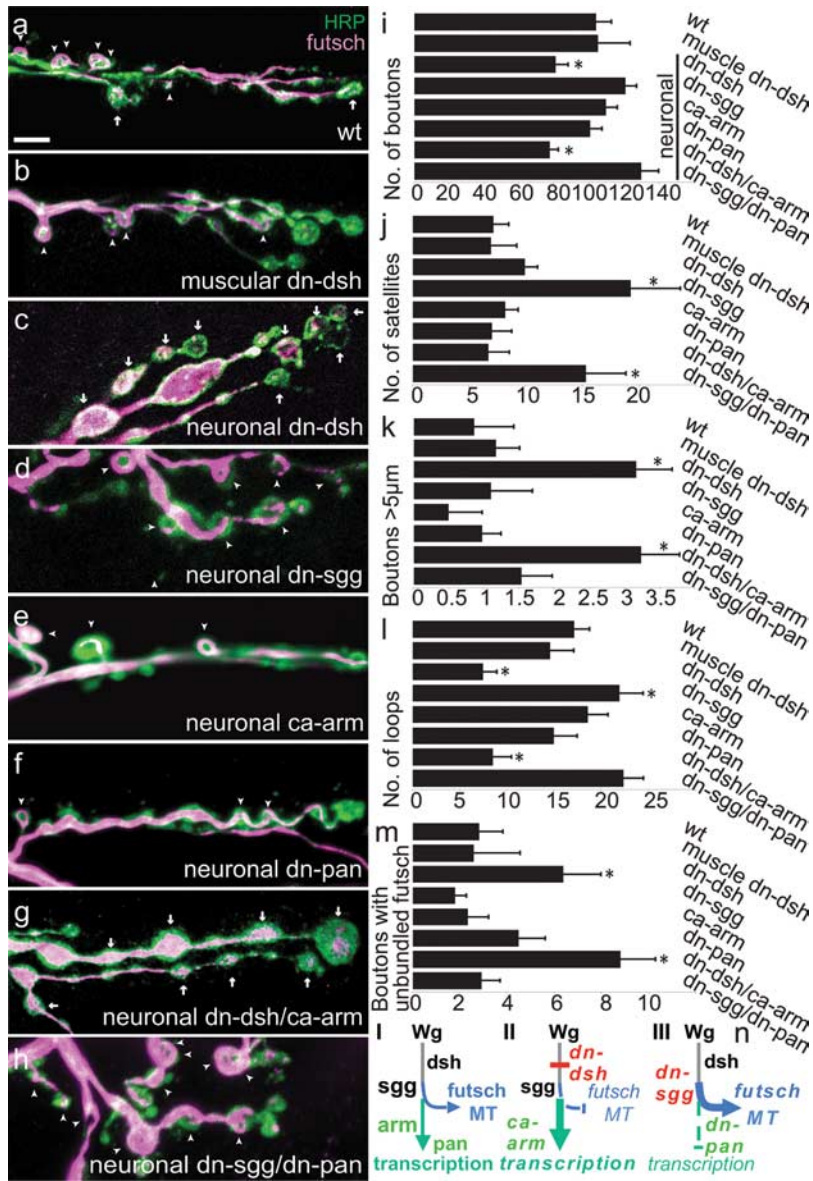 a
HRP
futsch
wt
b
muscular dn-dsh
c
neuronal dn-dsh
d
neuronal dn-sgg
e
neuronal ca-arm
f
neuronal dn-pan
g
neuronal dn-dsh/ca-arm
h
neuronal dn-sgg/dn-pan
i
No. of boutons
*
*
0 20 40 60 80 100 120 140
wt
muscle dn-dsh
dn-dsh
dn-sgg
ca-arm
dn-pan
dn-dsh/ca-arm
dn-sgg/dn-pan
neuronal
j
No. of satellites
*
*
0 5 10 15 20
wt
muscle dn-dsh
dn-dsh
dn-sgg
ca-arm
dn-pan
dn-dsh/ca-arm
dn-sgg/dn-pan
k
Boutons >5µm
*
*
0 0.5 1 1.5 2 2.5 3 3.5
wt
muscle dn-dsh
dn-dsh
dn-sgg
ca-arm
dn-pan
dn-dsh/ca-arm
dn-sgg/dn-pan
l
No. of loops
*
*
*
0 5 10 15 20 25
wt
muscle dn-dsh
dn-dsh
dn-sgg
ca-arm
dn-pan
dn-dsh/ca-arm
dn-sgg/dn-pan
m
Boutons with
unbundled futsch
*
*
0 2 4 6 8 10
wt
muscle dn-dsh
dn-dsh
dn-sgg
ca-arm
dn-pan
dn-dsh/ca-arm
dn-sgg/dn-pan
n
I
Wg
dsh
sgg
futsch
MT
arm
pan
transcription
II
Wg
dn-
dsh
sgg
futsch
MT
ca-
arm
transcription
III
Wg
dsh
dn-
sgg
futsch
MT
dn-
pan
transcription